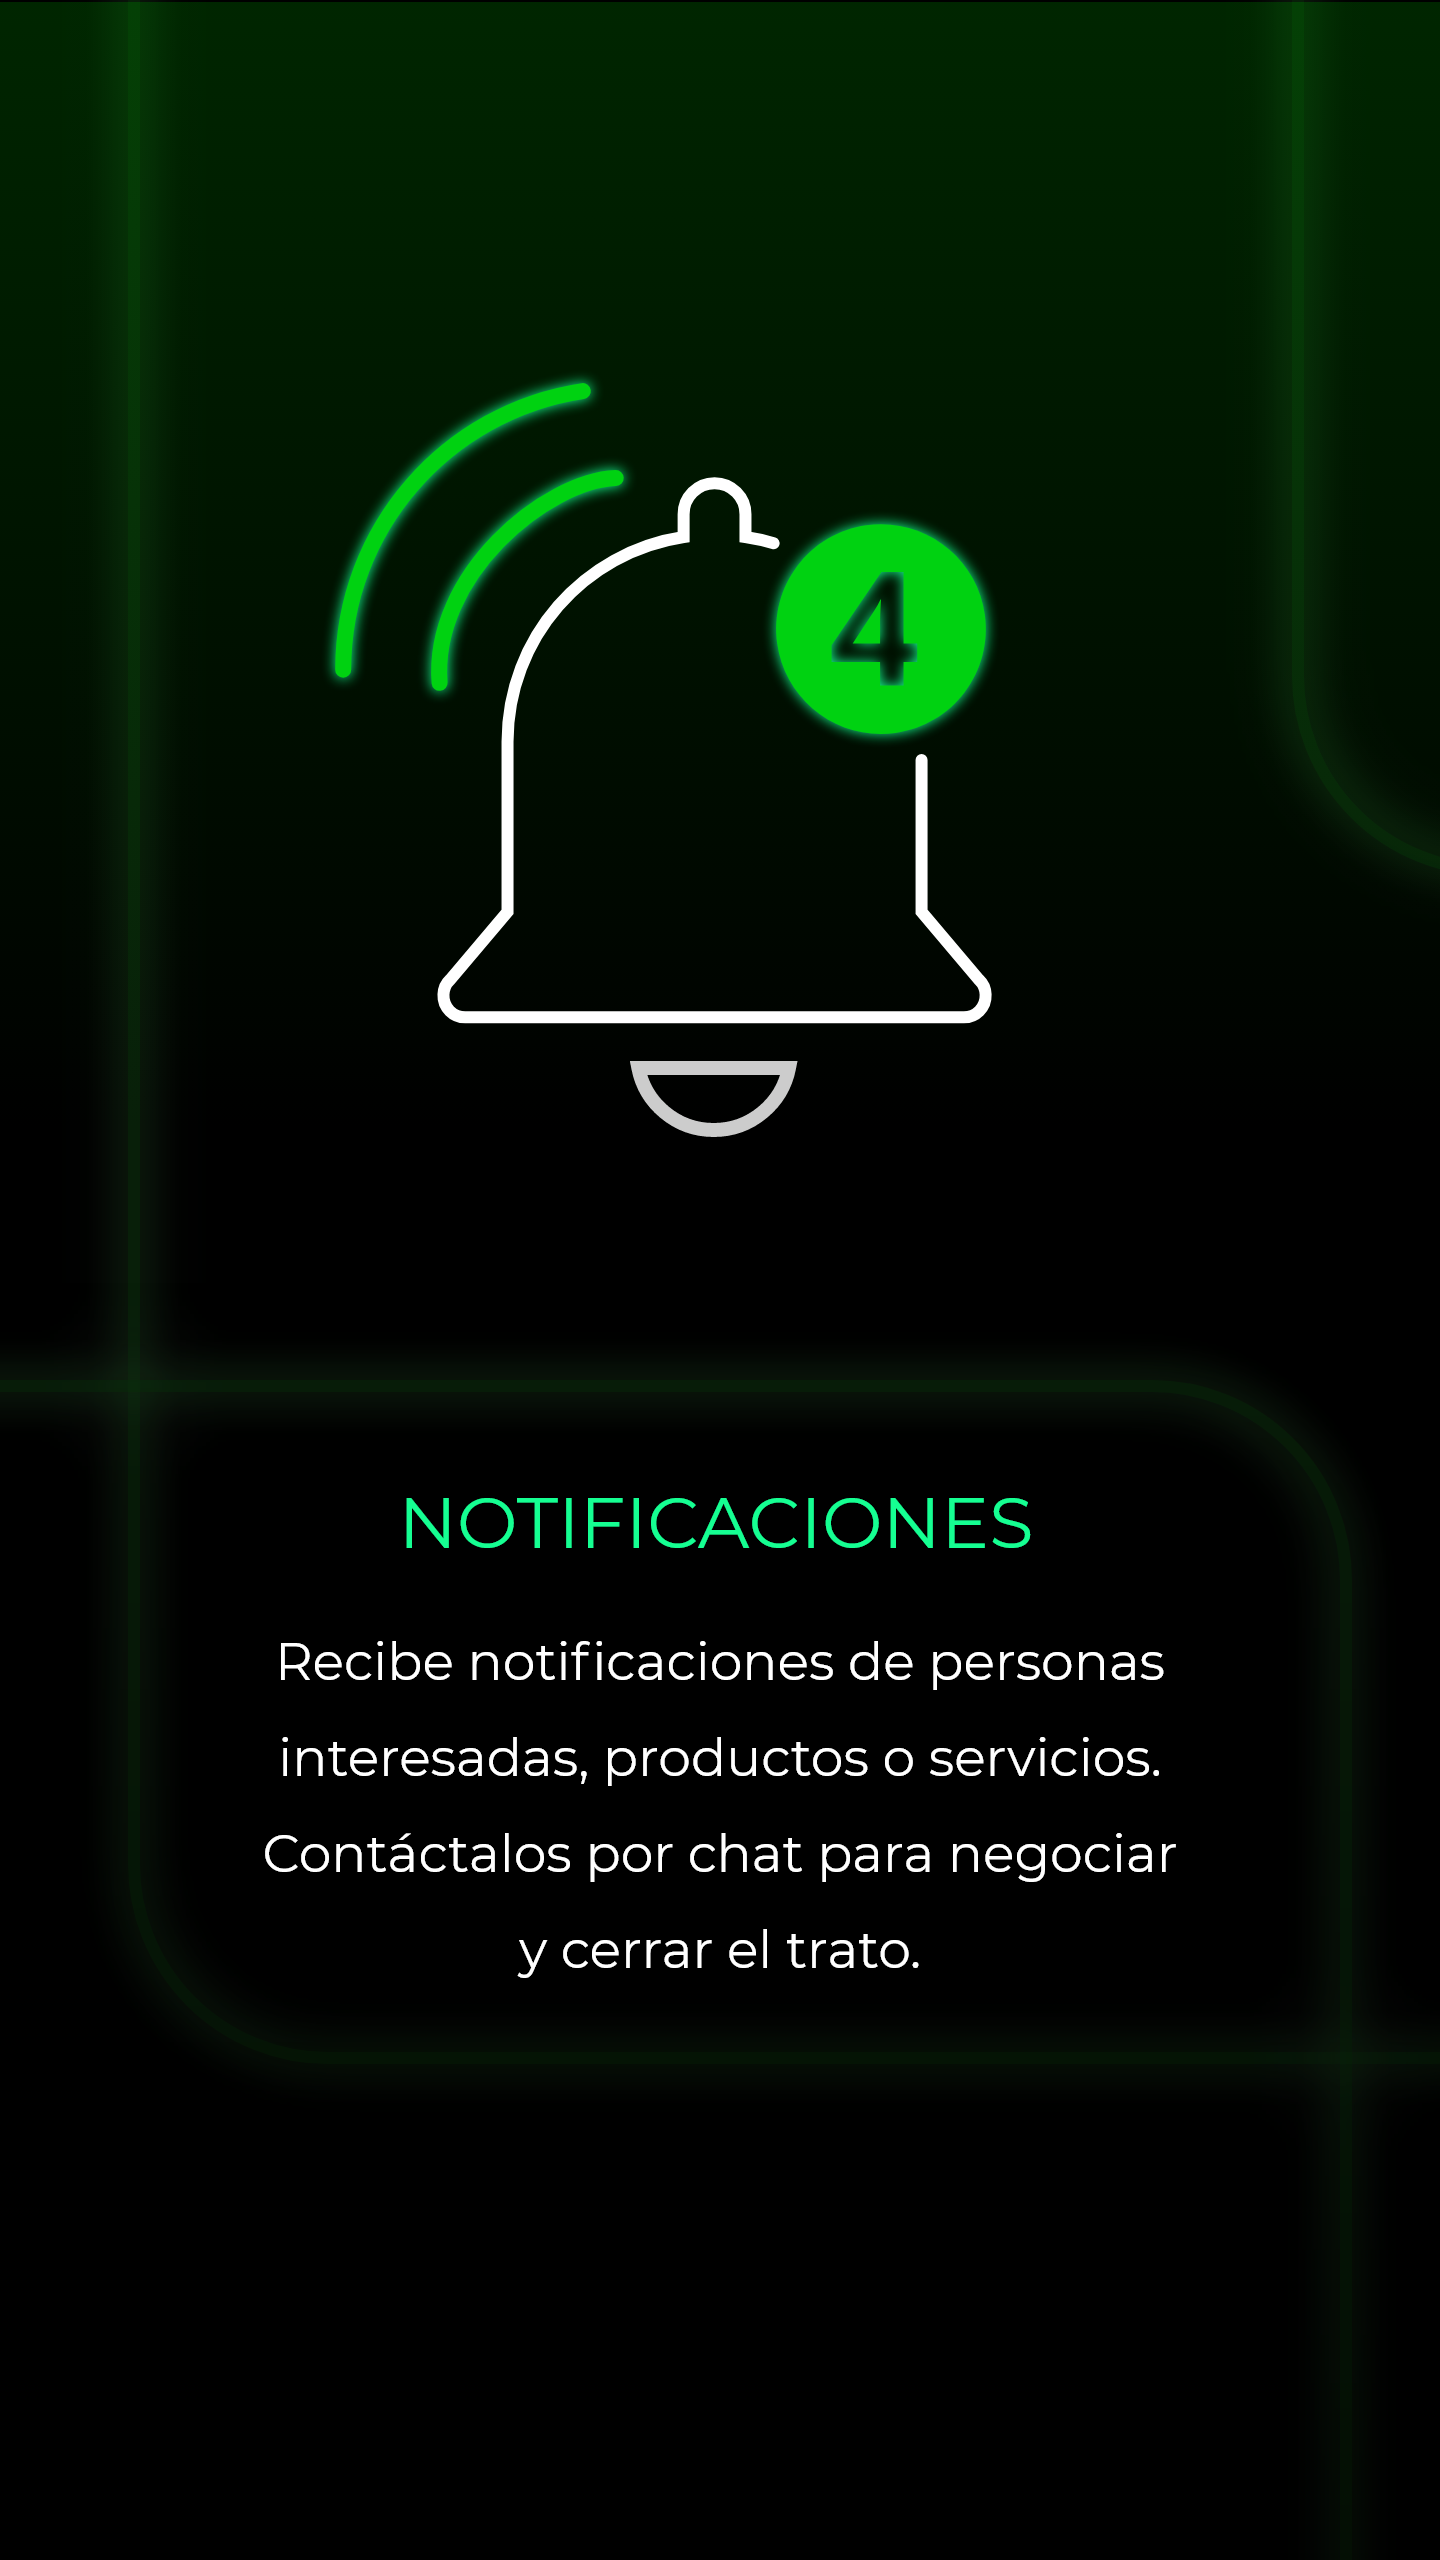 4
NOTIFICACIONES
Recibe notificaciones de personas
interesadas, productos o servicios.
Contáctalos por chat para negociar
y cerrar el trato.